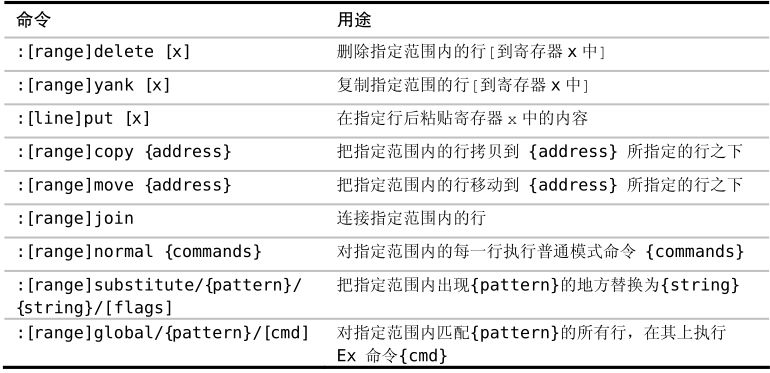 命令 用途
:[range]delete [x] 删除指定范围内的行[到寄存器 x 中]
:[range]yank [x] 复制指定范围的行[到寄存器 x 中]
:[line]put [x] 在指定行后粘贴寄存器 x 中的内容
:[range]copy {address} 把指定范围内的行拷贝到 {address} 所指定的行之下
:[range]move {address} 把指定范围内的行移动到 {address} 所指定的行之下
:[range]join 连接指定范围内的行
:[range]normal {commands} 对指定范围内的每一行执行普通模式命令 {commands}
:[range]substitute/{pattern}/ 把指定范围内出现{pattern}的地方替换为{string}
{string}/[flags]
:[range]global/{pattern}/[cmd] 对指定范围内匹配{pattern}的所有行，在其上执行
Ex 命令{cmd}